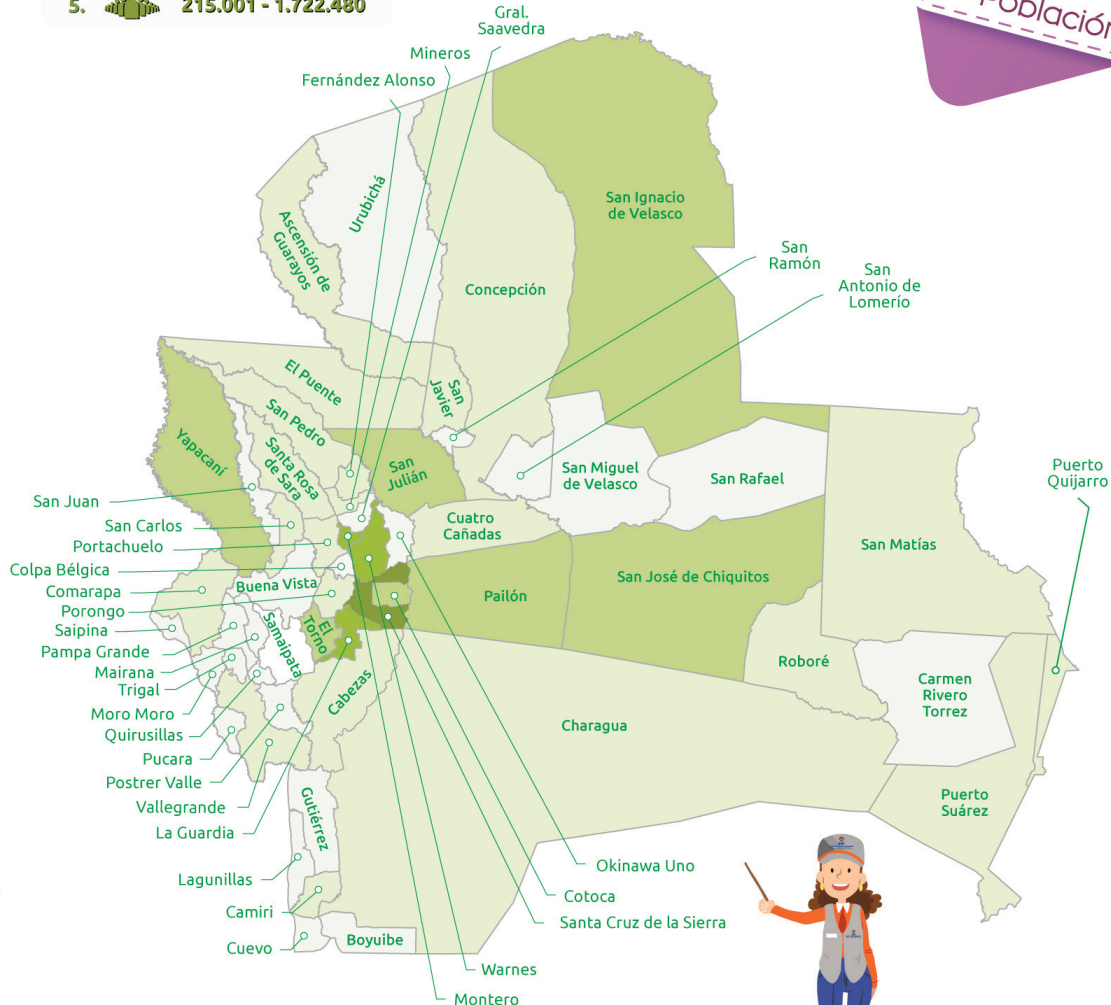 5. 215.001 - 1.722.480
población
Gral.
Saavedra
Mineros
Fernández Alonso
Urubichá
Ascensión de
Guarayos
Concepción
San Ignacio
de Velasco
San
Ramón
San
Antonio de
Lomerío
El Puente
San
Javier
San Pedro
Yapacaní
Santa Rosa
de Sara
San
Julián
San Miguel
de Velasco
San Rafael
Puerto
Quijarro
San Juan
San Carlos
Portachuelo
Colpa Bélgica
Comarapa
Porongo
Saipina
Pampa Grande
Mairana
Trigal
Moro Moro
Quirusillas
Pucara
Postrer Valle
Vallegrande
La Guardia
Buena Vista
Samaipata
El
Torno
Cabezas
Cuatro
Cañadas
Pailón
San José de Chiquitos
San Matías
Roboré
Carmen
Rivero
Torrez
Charagua
Puerto
Suárez
Gutiérrez
Lagunillas
Camiri
Cuevo
Boyuibe
Okinawa Uno
Cotoca
Santa Cruz de la Sierra
Warnes
Montero